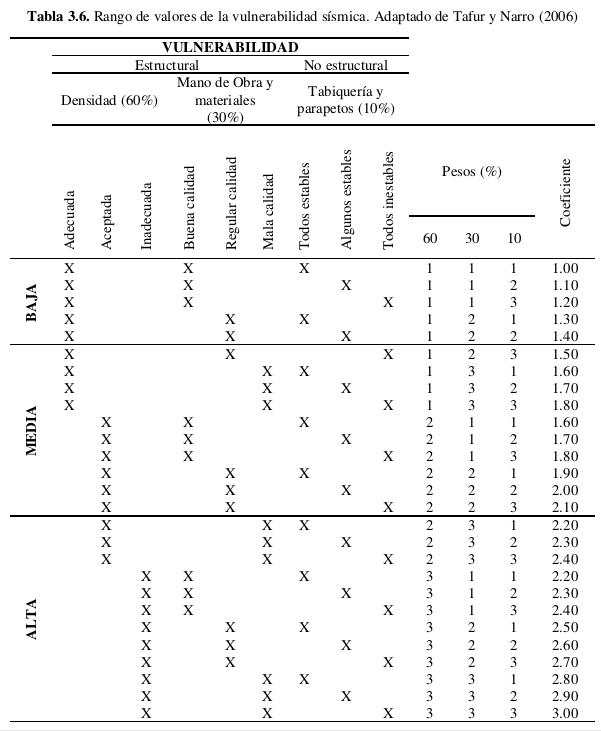 Tabla 3.6. Rango de valores de la vulnerabilidad sísmica. Adaptado de Tafur y Narro (2006)
VULNERABILIDAD
Estructural No estructural
Densidad (60%) Mano de Obra y materiales (30%) Tabiquería y parapetos (10%)
Adecuada Aceptada Inadecuada Buena calidad Regular calidad Mala calidad Todos estables Algunos estables Todos inestables Pesos (%) Coeficiente
60 30 10
BAJA
X X X 1 1 1 1.00
X X X 1 1 2 1.10
X X X 1 1 3 1.20
X X X 1 2 1 1.30
X X X 1 2 2 1.40
MEDIA
X X X 1 2 3 1.50
X X X 1 3 1 1.60
X X X 1 3 2 1.70
X X X 1 3 3 1.80
X X X 2 1 1 1.60
X X X 2 1 2 1.70
X X X 2 1 3 1.80
X X X 2 2 1 1.90
X X X 2 2 2 2.00
X X X 2 2 3 2.10
ALTA
X X X 2 3 1 2.20
X X X 2 3 2 2.30
X X X 2 3 3 2.40
X X X 3 1 1 2.20
X X X 3 1 2 2.30
X X X 3 1 3 2.40
X X X 3 2 1 2.50
X X X 3 2 2 2.60
X X X 3 2 3 2.70
X X X 3 3 1 2.80
X X X 3 3 2 2.90
X X X 3 3 3 3.00